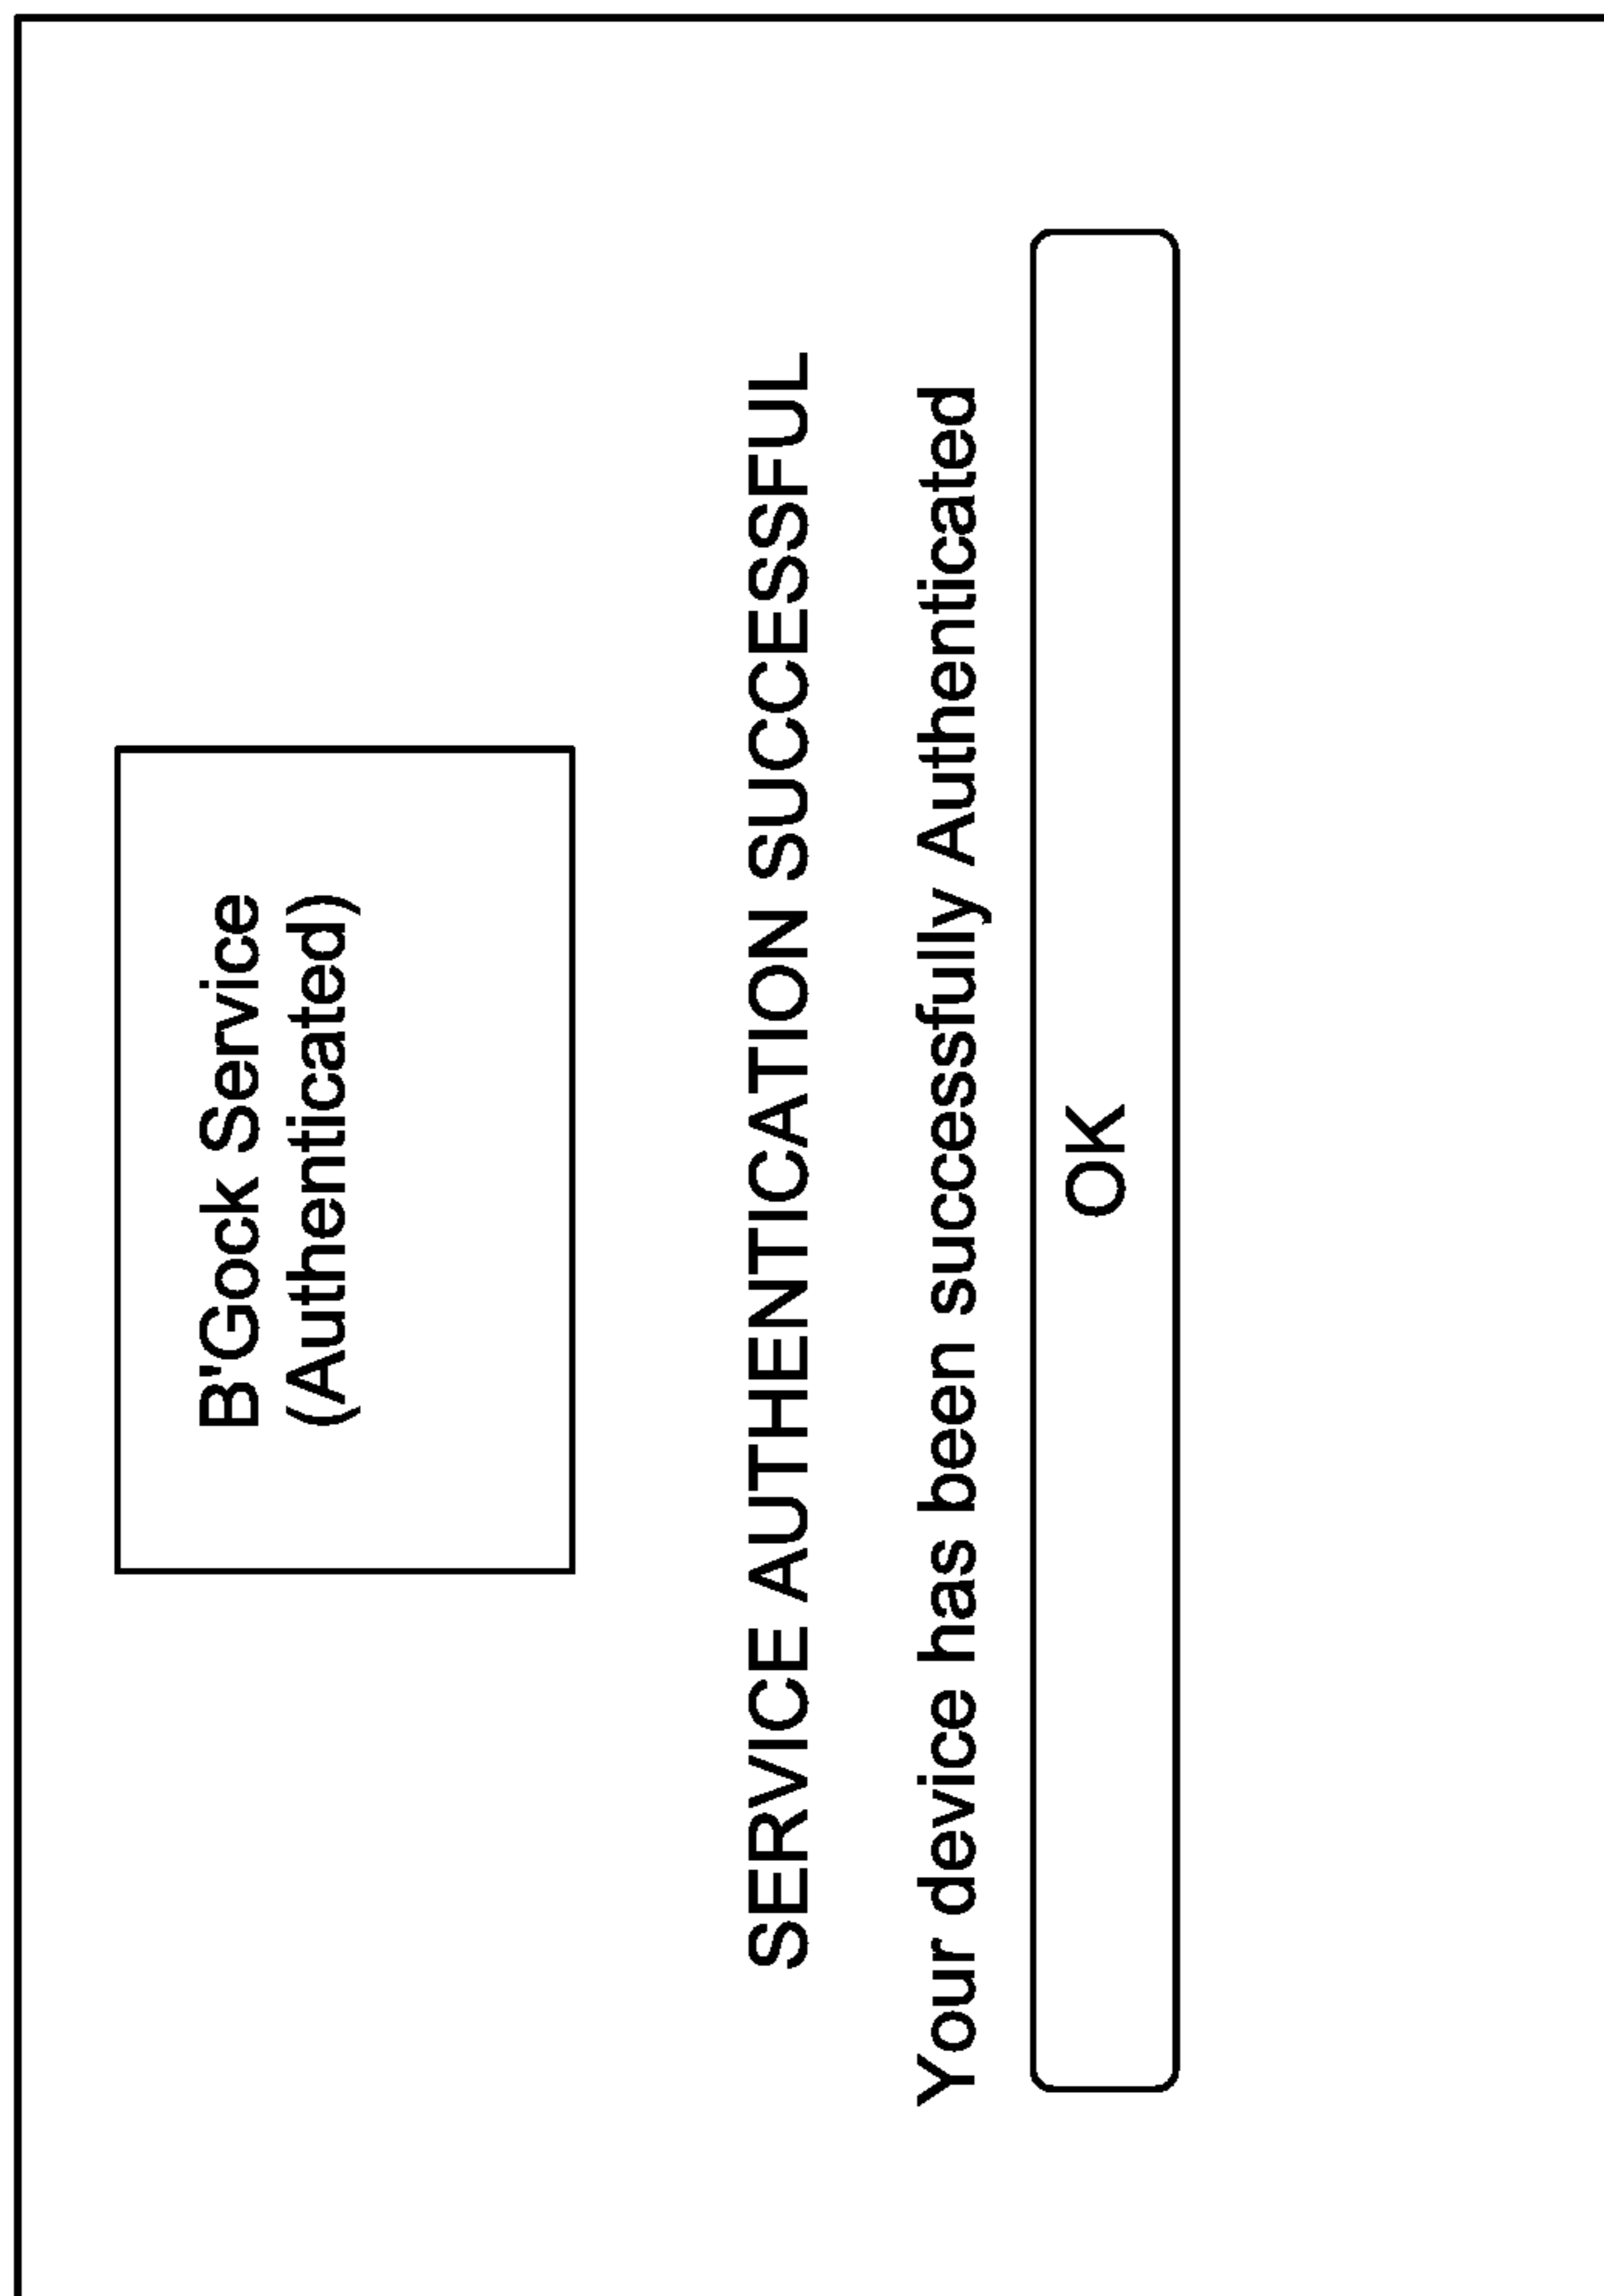 B'Gock Service
(Authenticated)
SERVICE AUTHENTICATION SUCCESSFUL
Your device has been successfully Authenticated
OK